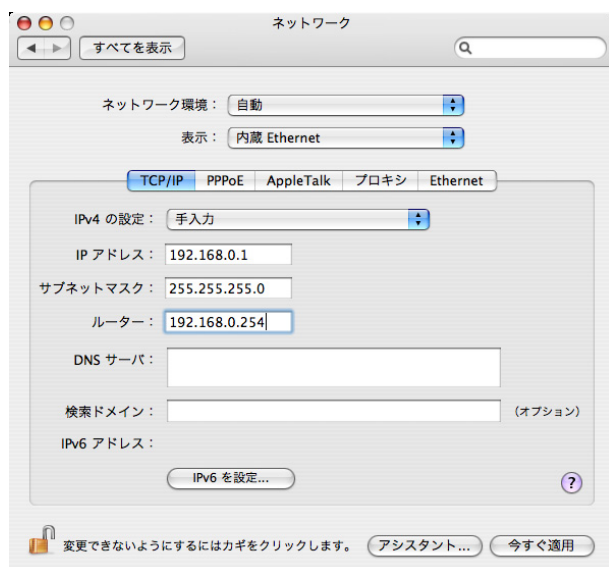 ネットワーク
すべてを表示
ネットワーク環境： 自動
表示： 内蔵 Ethernet
TCP/IP PPPoE AppleTalk プロキシ Ethernet
IPv4 の設定： 手入力
IP アドレス： 192.168.0.1
サブネットマスク： 255.255.255.0
ルーター： 192.168.0.254
DNS サーバ：
検索ドメイン： (オプション)
IPv6 アドレス：
IPv6 を設定... ?
変更できないようにするにはカギをクリックします。 アシスタント... 今すぐ適用